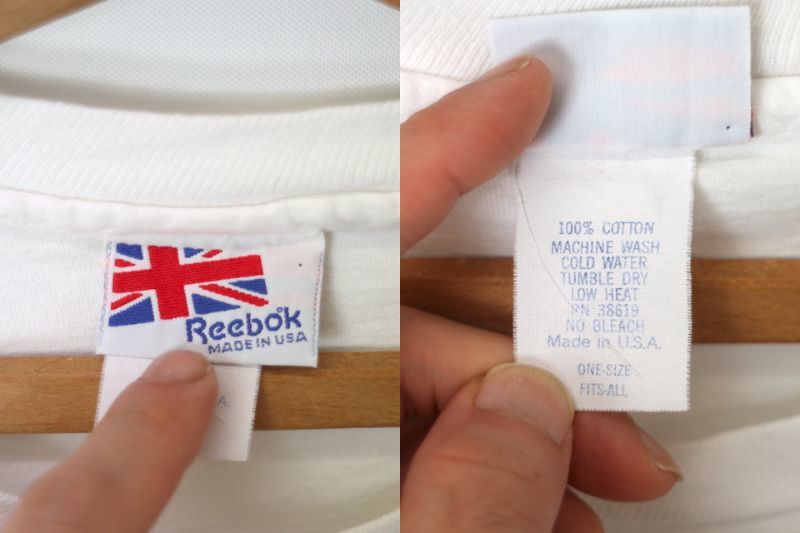 Reebok
MADE IN USA
A.
100% COTTON
MACHINE WASH
COLD WATER
TUMBLE DRY
LOW HEAT
RN 38619
NO BLEACH
Made in U.S.A.
ONE-SIZE
FITS-ALL